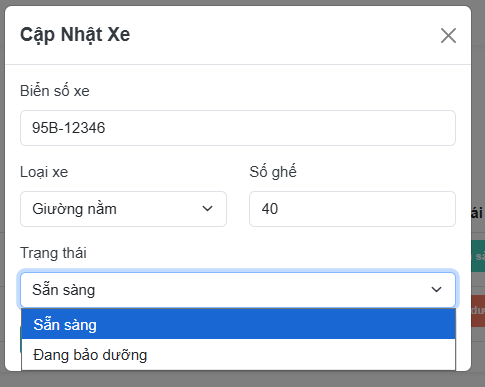 Cập Nhật Xe
Biển số xe
95B-12346
Loại xe
Số ghế
Giường nằm
40
Trạng thái
Sẵn sàng
Sẵn sàng
Đang bảo dưỡng